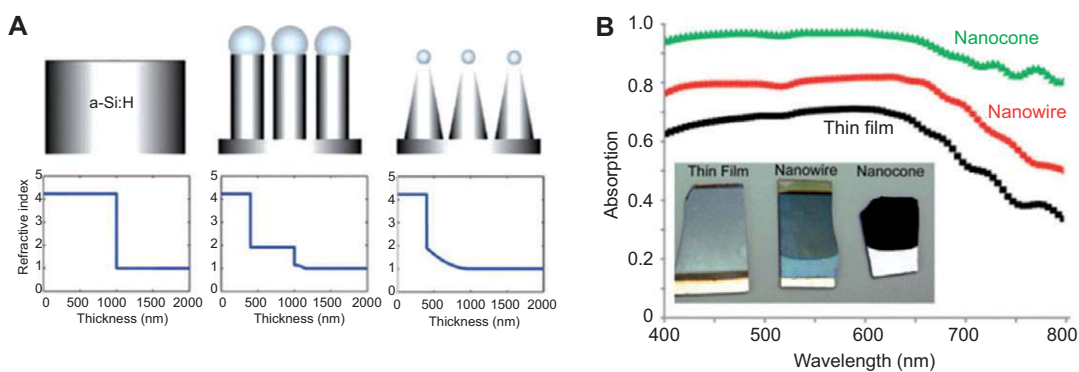 A
a-Si:H
Refractive index
5
4
3
2
1
0 500 1000 1500 2000
Thickness (nm)
5
4
3
2
1
0 500 1000 1500 2000
Thickness (nm)
5
4
3
2
1
0 500 1000 1500 2000
Thickness (nm)
B
Absorption
1.0
0.8
0.6
0.4
0.2
0
Nanocone
Nanowire
Thin film
Thin Film Nanowire Nanocone
400 500 600 700 800
Wavelength (nm)